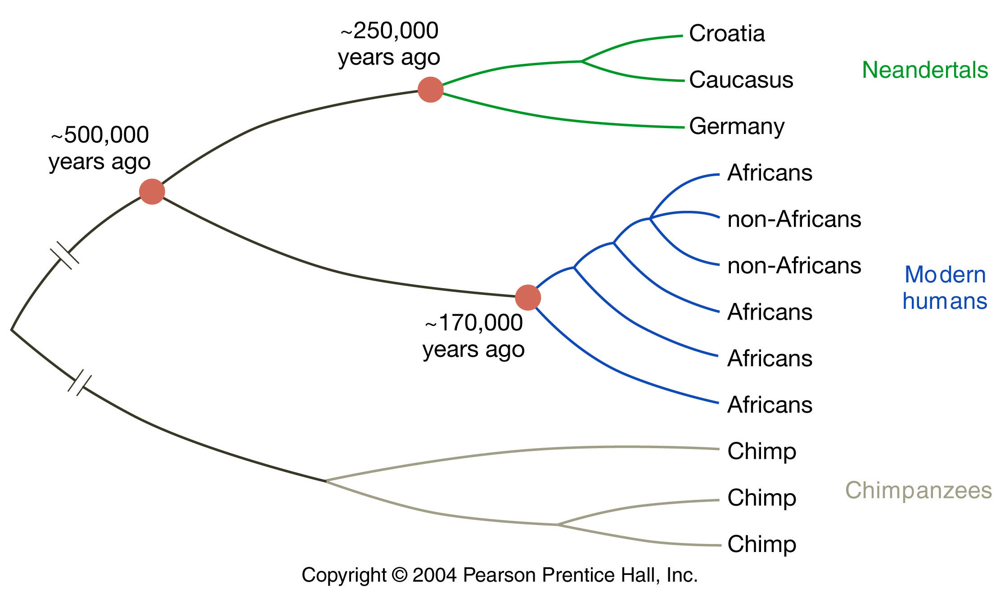 ~250,000
years ago
Croatia
Caucasus
Germany
Neandertals
~500,000
years ago
Africans
non-Africans
non-Africans
Africans
Africans
Africans
Modern
humans
~170,000
years ago
Chimp
Chimp
Chimp
Chimpanzees
Copyright © 2004 Pearson Prentice Hall, Inc.